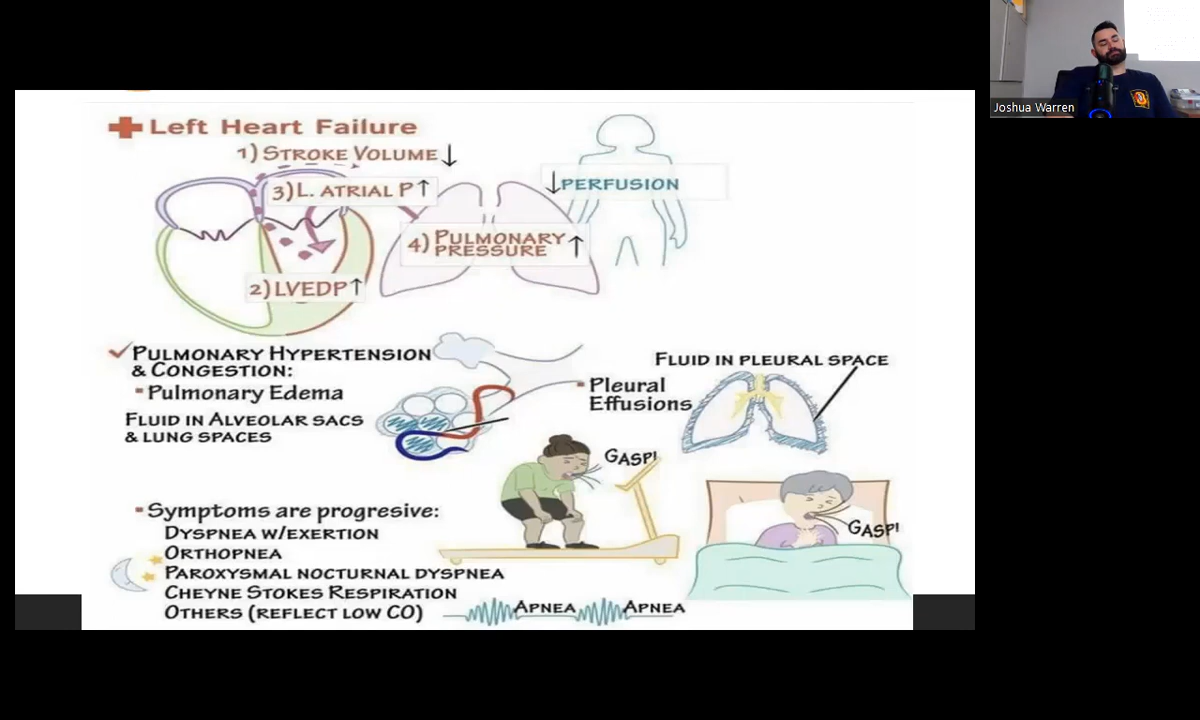 Left Heart Failure
1) STROKE VOLUME ↓
3) L. ATRIAL P ↑
↓ PERFUSION
4) PULMONARY
PRESSURE ↑
2) LVEDP ↑
PULMONARY HYPERTENSION
& CONGESTION:
Pulmonary Edema
FLUID IN ALVEOLAR SACS
& LUNG SPACES
FLUID IN PLEURAL SPACE
Pleural
Effusions
GASP!
GASP!
Symptoms are progresive:
DYSPNEA W/EXERTION
ORTHOPNEA
PAROXYSMAL NOCTURNAL DYSPNEA
CHEYNE STOKES RESPIRATION
OTHERS (REFLECT LOW CO)
APNEA APNEA
Joshua Warren